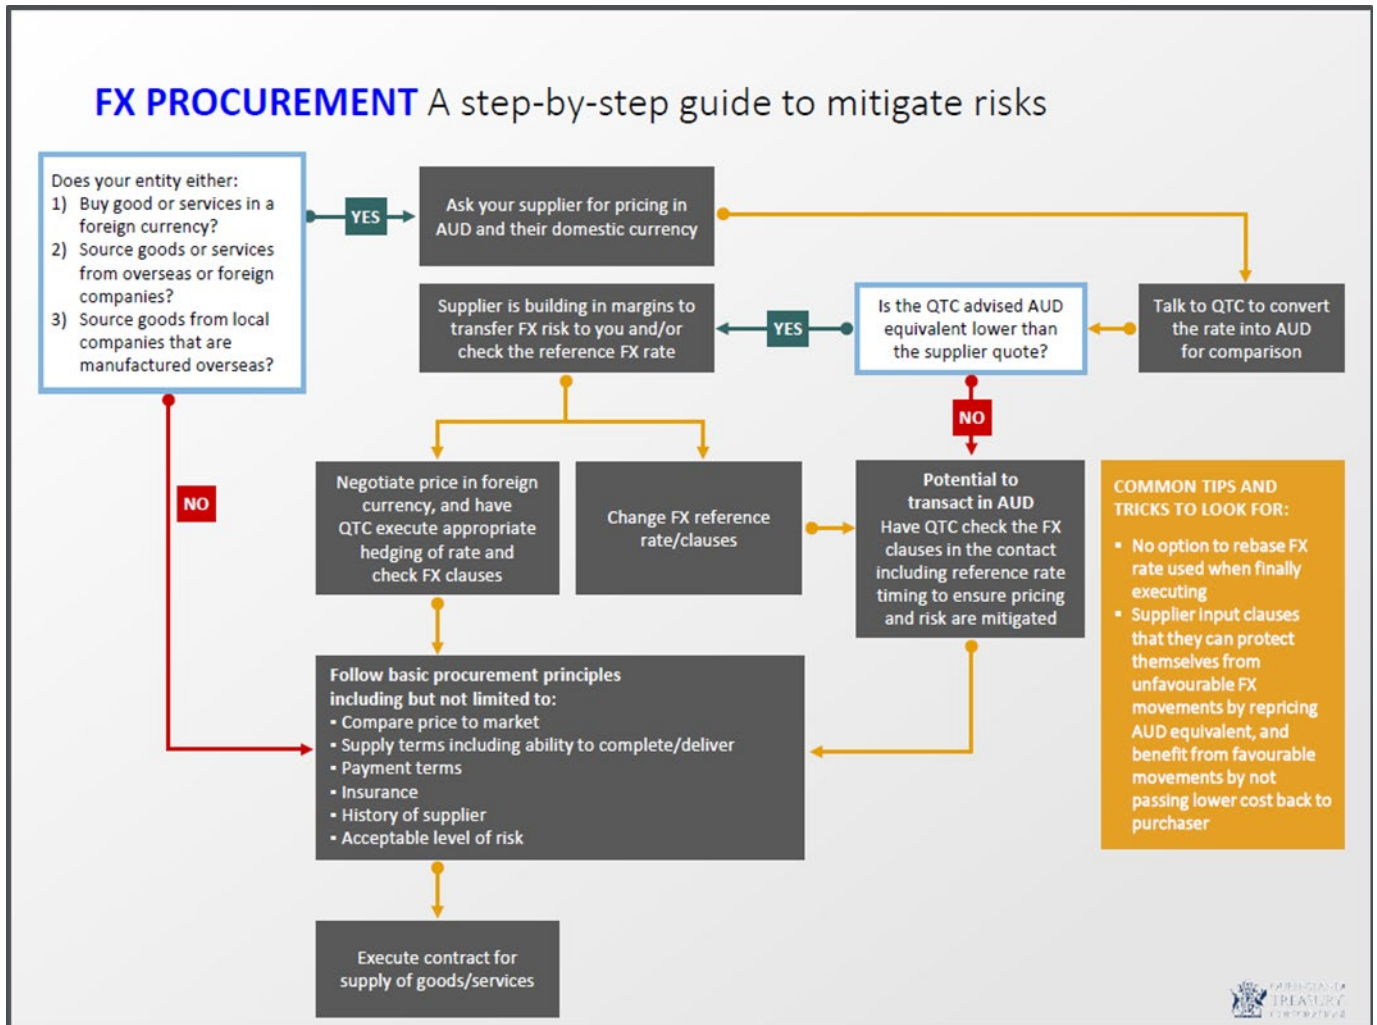 FX PROCUREMENT A step-by-step guide to mitigate risks
Does your entity either:
1) Buy good or services in a
foreign currency?
2) Source goods or services
from overseas or foreign
companies?
3) Source goods from local
companies that are
manufactured overseas?
YES
Ask your supplier for pricing in
AUD and their domestic currency
Talk to QTC to convert
the rate into AUD
for comparison
Is the QTC advised AUD
equivalent lower than
the supplier quote?
YES
Supplier is building in margins to
transfer FX risk to you and/or
check the reference FX rate
NO
NO
Negotiate price in foreign
currency, and have
QTC execute appropriate
hedging of rate and
check FX clauses
Change FX reference
rate/clauses
Potential to
transact in AUD
Have QTC check the FX
clauses in the contact
including reference rate
timing to ensure pricing
and risk are mitigated
COMMON TIPS AND
TRICKS TO LOOK FOR:
▪ No option to rebase FX
rate used when finally
executing
▪ Supplier input clauses
that they can protect
themselves from
unfavourable FX
movements by repricing
AUD equivalent, and
benefit from favourable
movements by not
passing lower cost back to
purchaser
Follow basic procurement principles
including but not limited to:
▪ Compare price to market
▪ Supply terms including ability to complete/deliver
▪ Payment terms
▪ Insurance
▪ History of supplier
▪ Acceptable level of risk
Execute contract for
supply of goods/services
QUEENSLAND
TREASURY
CORPORATION